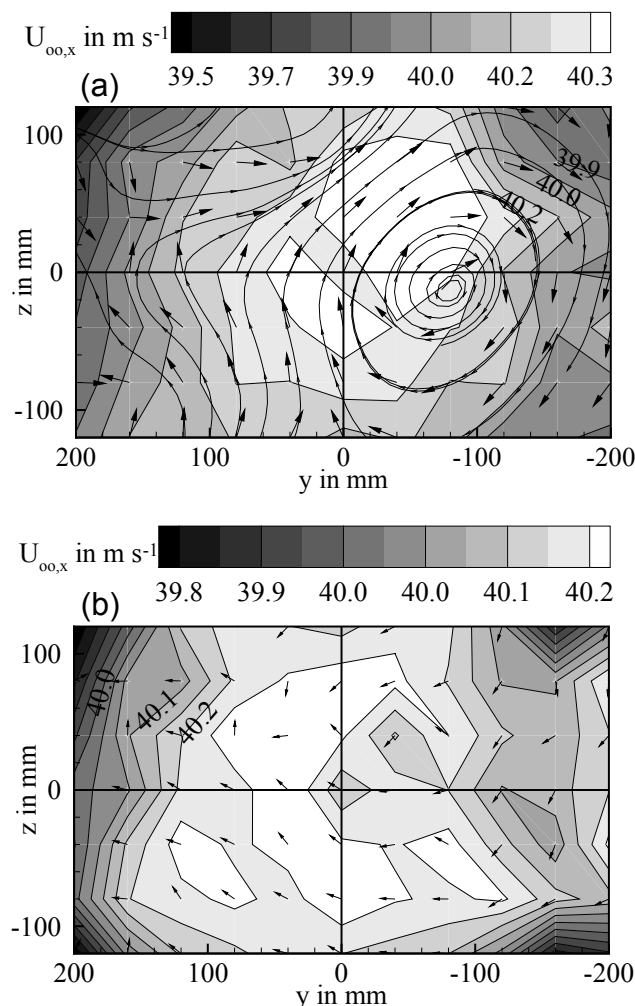 U∞,x in m s-1
39.5 39.7 39.9 40.0 40.2 40.3
(a)
100
39.9
40.0
40.2
z in mm
0
-100
200 100 0 -100 -200
y in mm
U∞,x in m s-1
39.8 39.9 40.0 40.0 40.1 40.2
(b)
100
40.0
40.1
40.2
z in mm
0
-100
200 100 0 -100 -200
y in mm